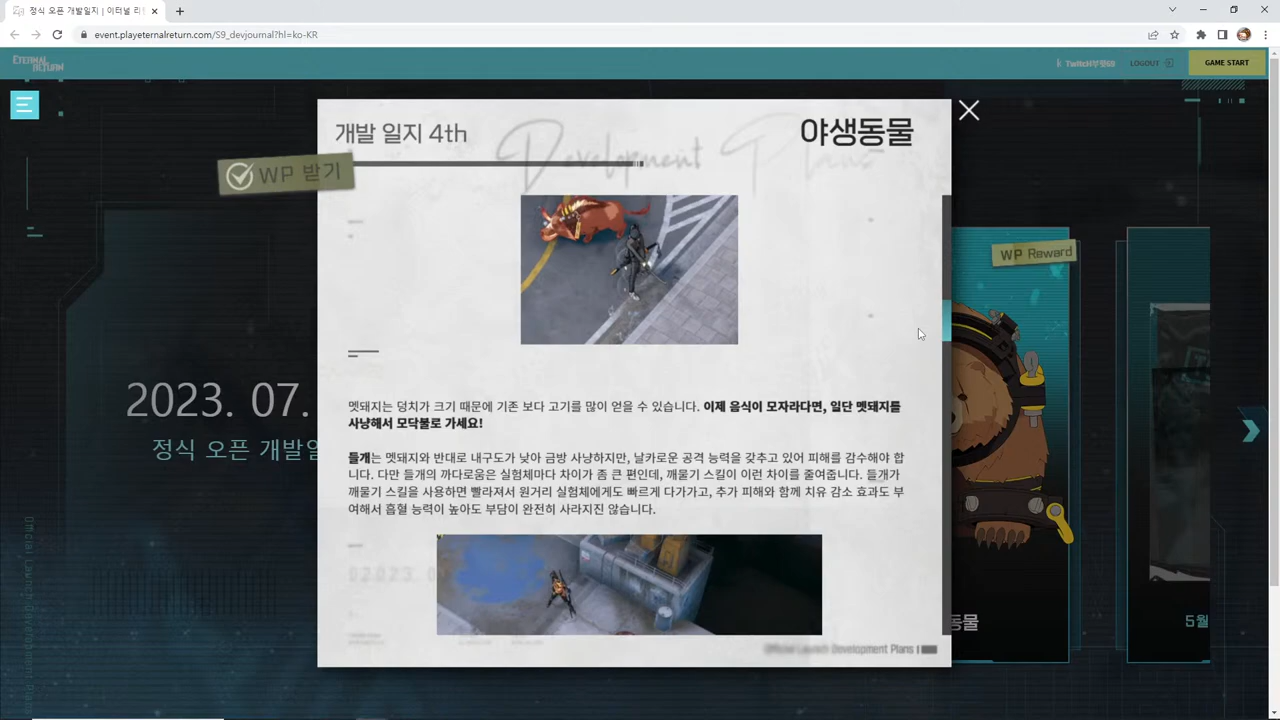 정식 오픈 개발일지 | 이터널 리
event.playeternalreturn.com/S9_devjournal?hl=ko-KR
ETERNAL RETURN
LOGOUT
GAME START
개발 일지 4th
야생동물
Development Plans
WP 받기
WP Reward
멧돼지는 덩치가 크기 때문에 기존 보다 고기를 많이 얻을 수 있습니다. 이제 음식이 모자라다면, 일단 멧돼지를
사냥해서 모닥불로 가세요!
2023. 07.
정식 오픈 개발일
들개는 멧돼지와 반대로 내구도가 낮아 금방 사냥하지만, 날카로운 공격 능력을 갖추고 있어 피해를 감수해야 합
니다. 다만 들개의 까다로움은 실험체마다 차이가 좀 큰 편인데, 깨물기 스킬이 이런 차이를 줄여줍니다. 들개가
깨물기 스킬을 사용하면 빨라져서 원거리 실험체에게도 빠르게 다가가고, 추가 피해와 함께 치유 감소 효과도 부
여해서 흡혈 능력이 높아도 부담이 완전히 사라지진 않습니다.
Official Launch Development Plans
동물
5월
Official Launch Development Plans